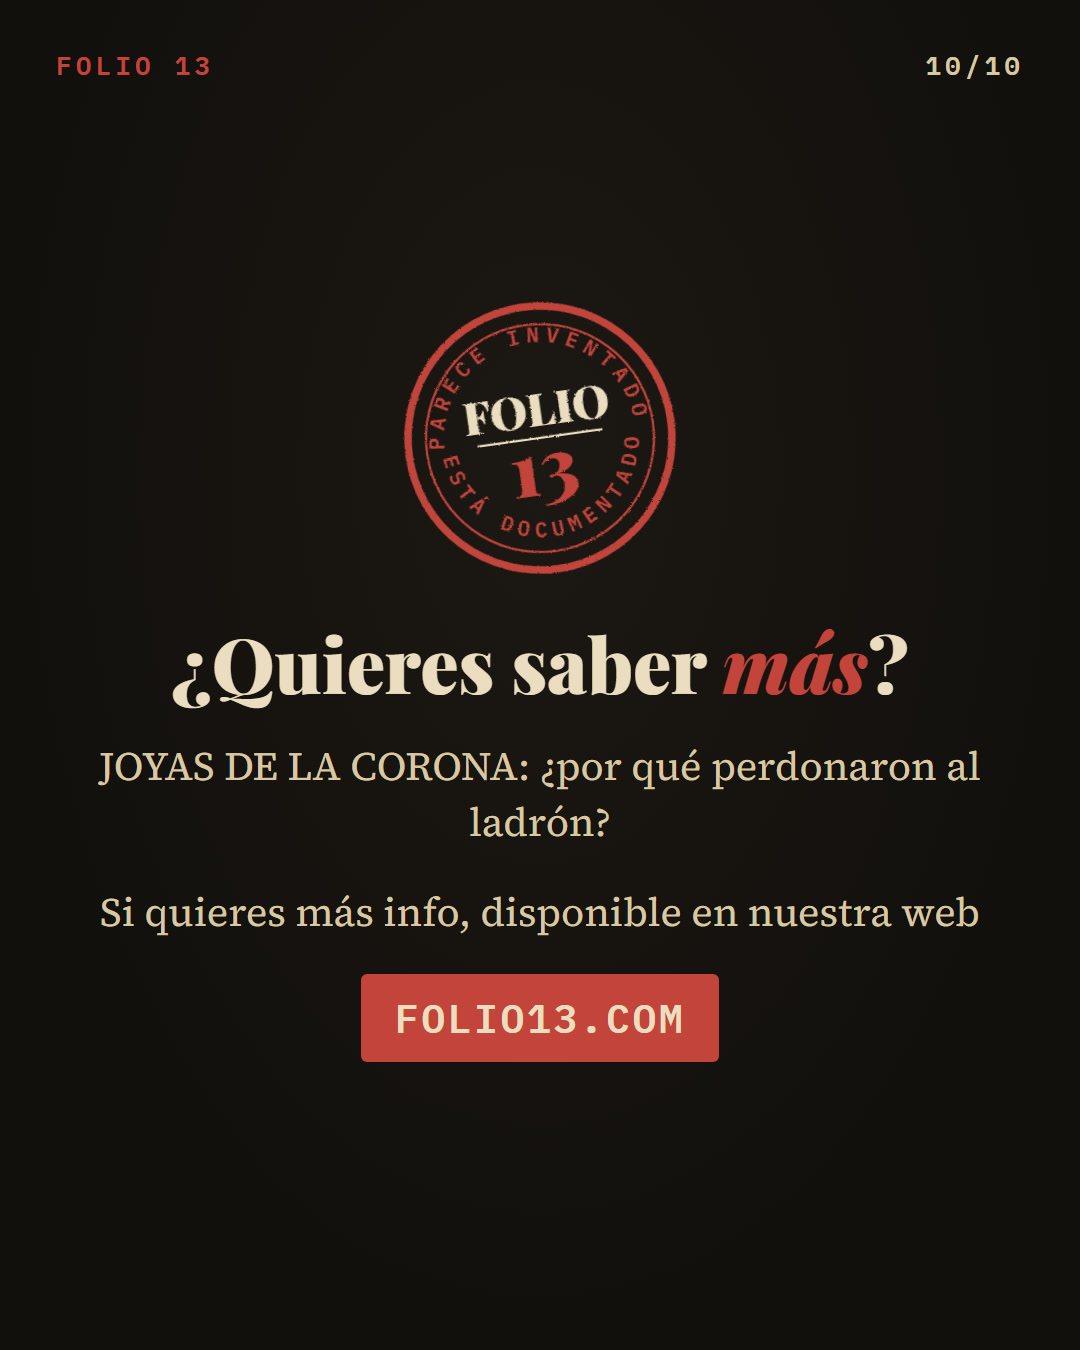 FOLIO 13
10/10
PARECE INVENTADO
FOLIO
13
ESTÁ DOCUMENTADO
¿Quieres saber más?
JOYAS DE LA CORONA: ¿por qué perdonaron al
ladrón?
Si quieres más info, disponible en nuestra web
FOLIO13.COM